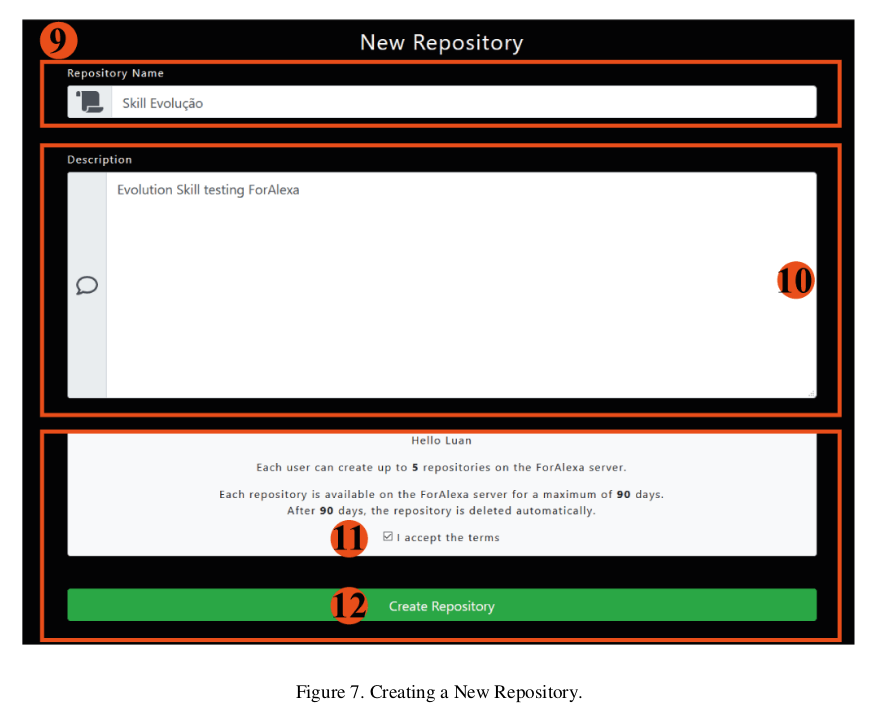 9
New Repository
Repository Name
Skill Evolução
Description
Evolution Skill testing ForAlexa
10
Hello Luan
Each user can create up to 5 repositories on the ForAlexa server.
Each repository is available on the ForAlexa server for a maximum of 90 days.
After 90 days, the repository is deleted automatically.
11
I accept the terms
12
Create Repository
Figure 7. Creating a New Repository.